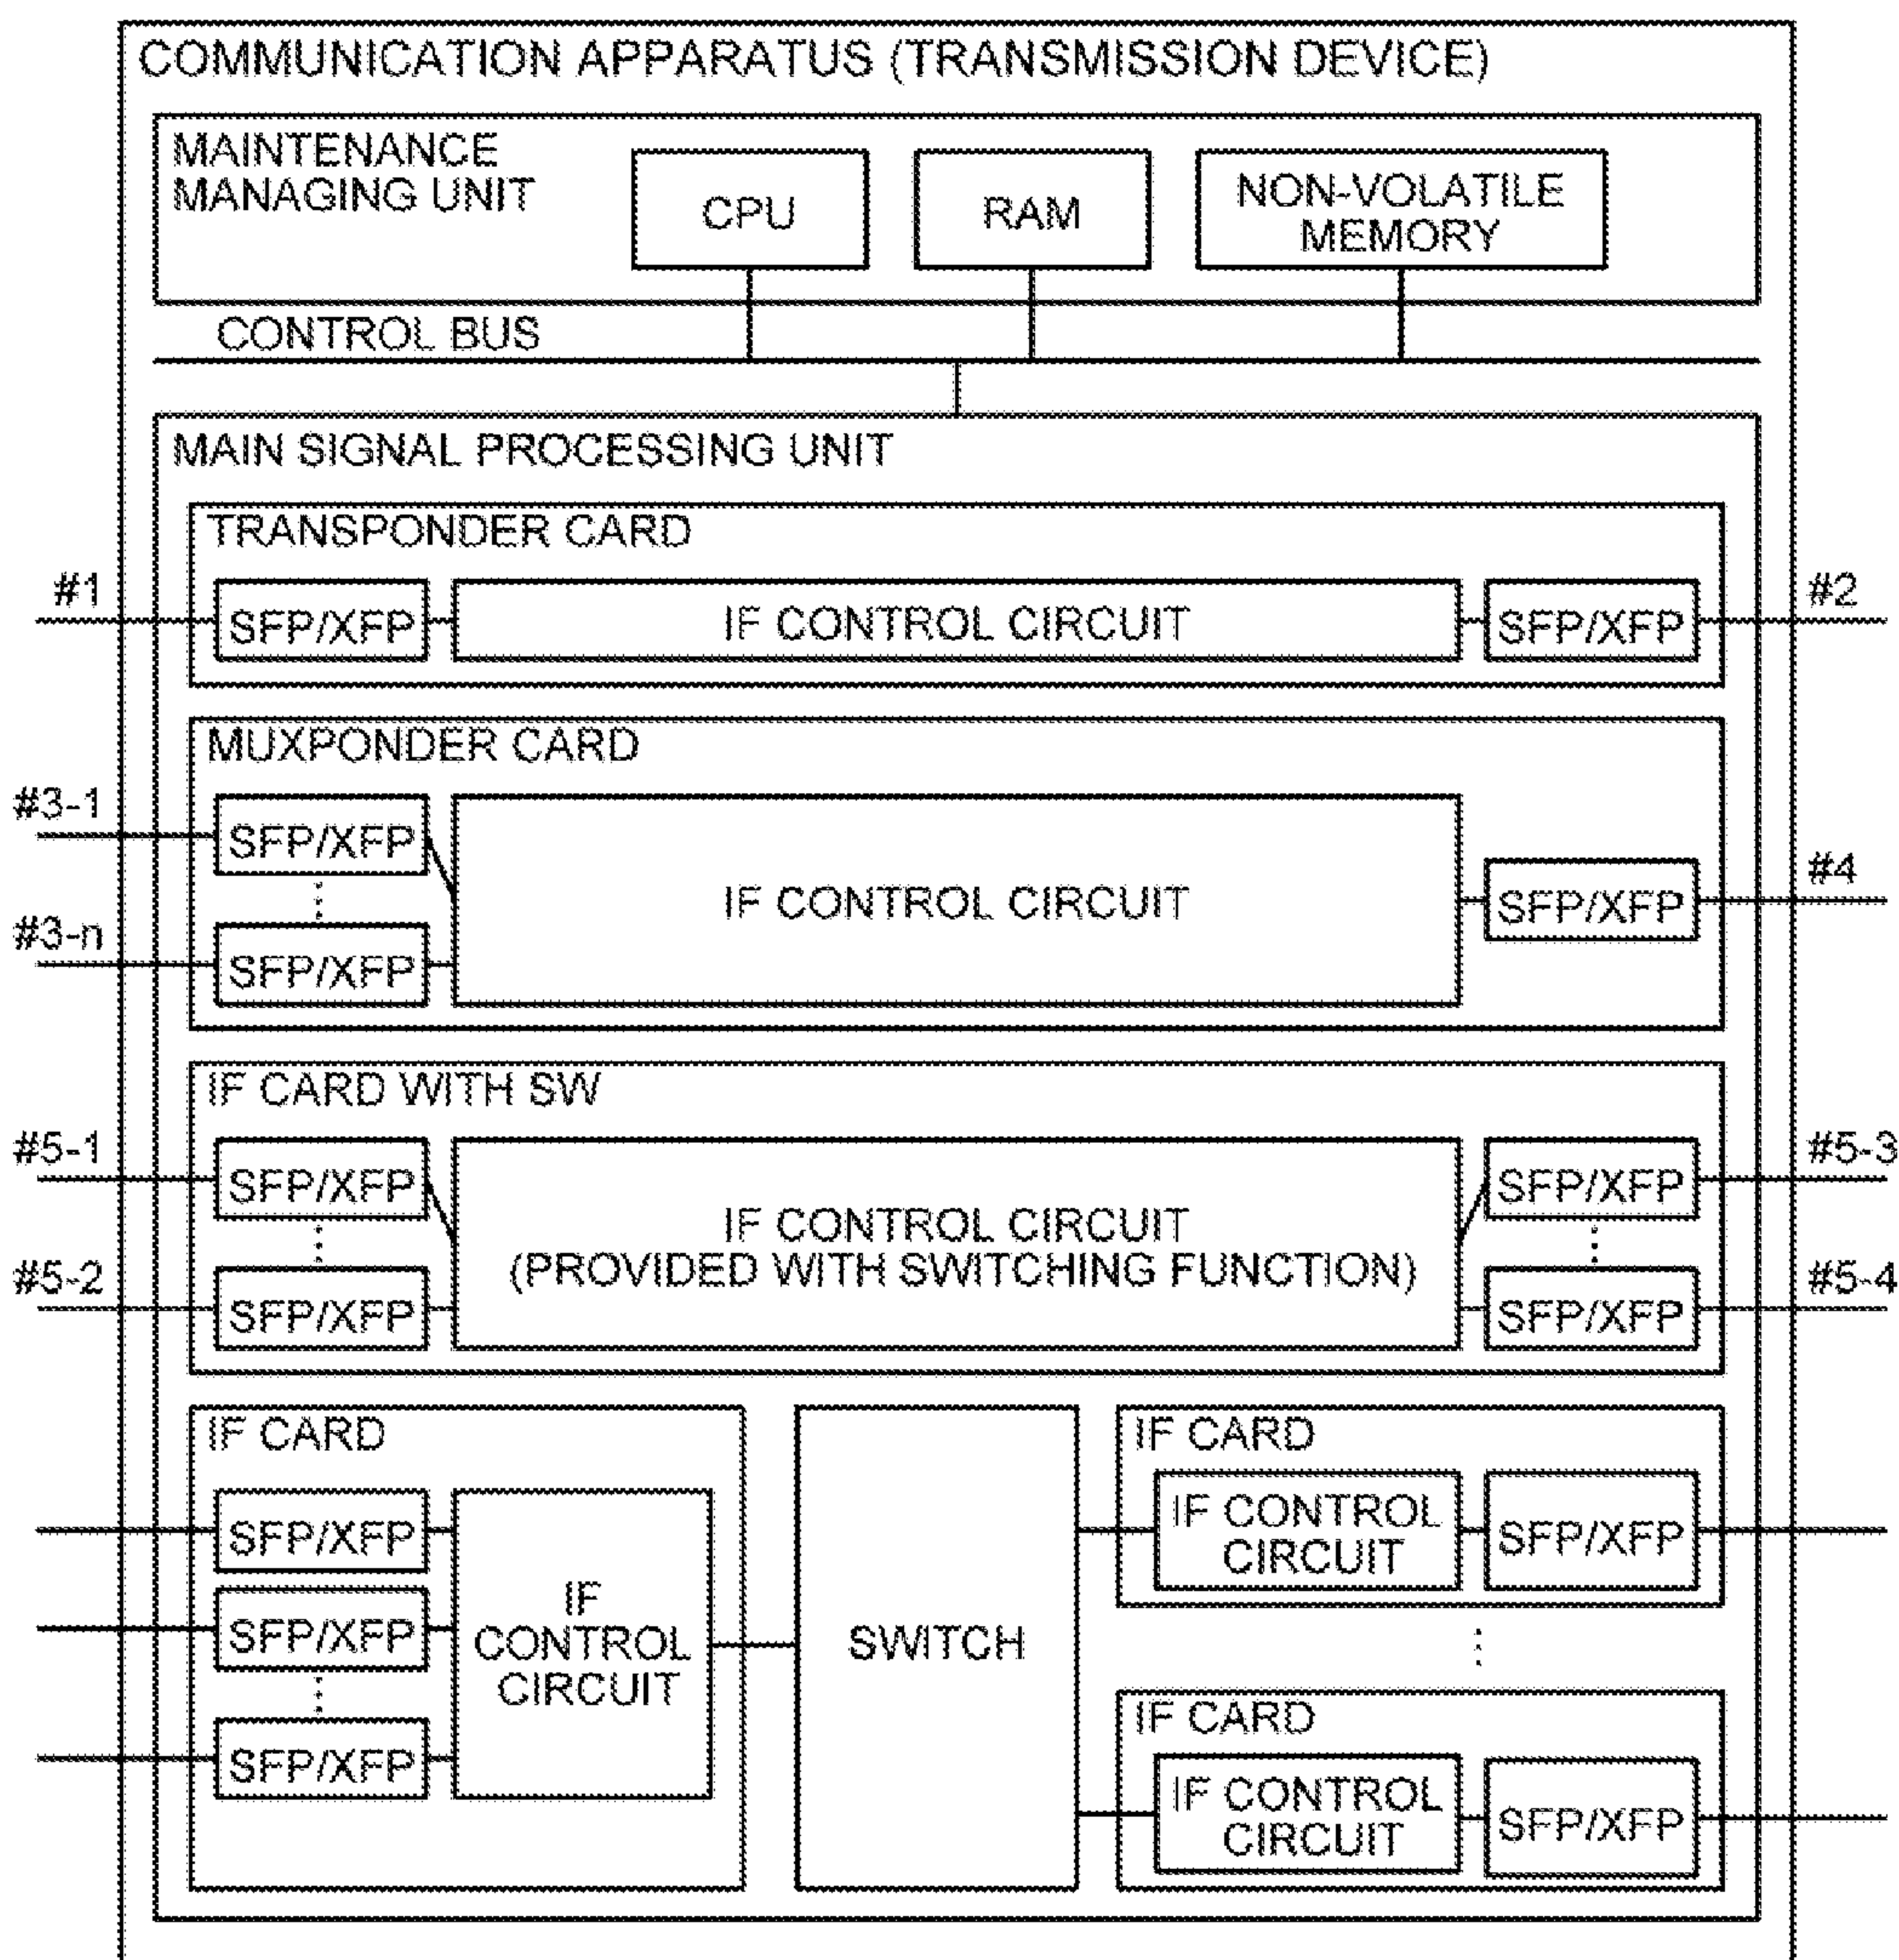 COMMUNICATION APPARATUS (TRANSMISSION DEVICE)
MAINTENANCE
MANAGING UNIT
CPU
RAM
NON-VOLATILE
MEMORY
CONTROL BUS
MAIN SIGNAL PROCESSING UNIT
TRANSPONDER CARD
#1
SFP/XFP
IF CONTROL CIRCUIT
SFP/XFP
#2
MUXPONDER CARD
#3-1
SFP/XFP
#3-n
SFP/XFP
IF CONTROL CIRCUIT
SFP/XFP
#4
IF CARD WITH SW
#5-1
SFP/XFP
#5-2
SFP/XFP
IF CONTROL CIRCUIT
(PROVIDED WITH SWITCHING FUNCTION)
SFP/XFP
#5-3
SFP/XFP
#5-4
IF CARD
SFP/XFP
SFP/XFP
SFP/XFP
IF
CONTROL
CIRCUIT
SWITCH
IF CARD
IF CONTROL
CIRCUIT
SFP/XFP
IF CARD
IF CONTROL
CIRCUIT
SFP/XFP